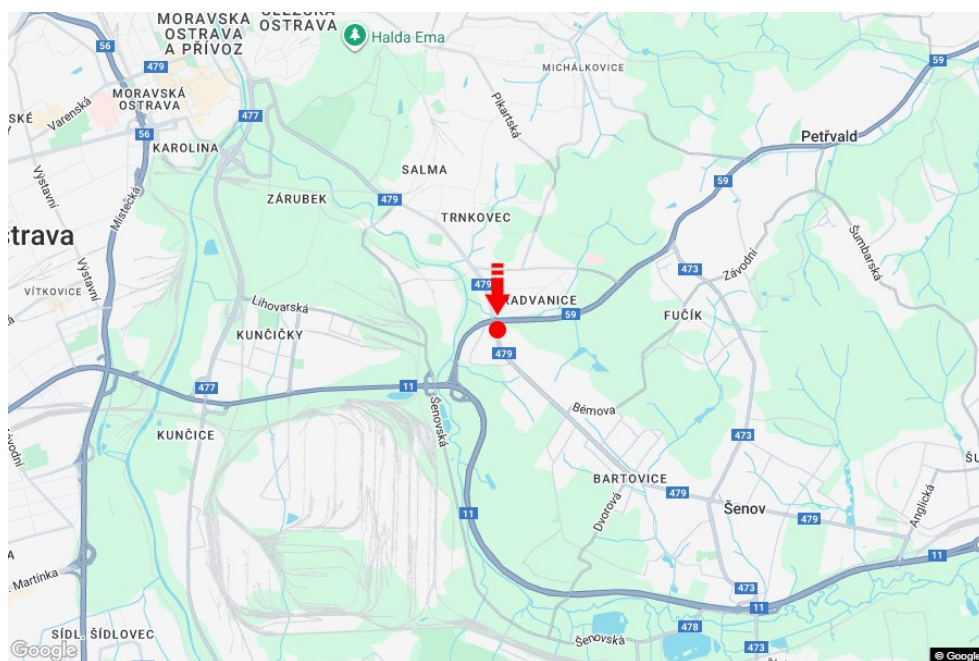 MORAVSKÁ
OSTRAVA
A PŘÍVOZ
SLEZSKÁ
OSTRAVA
Halda Ema
MICHÁLKOVICE
59
56
479
477
MORAVSKÁ
OSTRAVA
Varenská
56
KAROLINA
Pikartská
Petřvald
SALMA
59
ZÁRUBEK
479
TRNKOVEC
Výstavní
Místecká
strava
Šumbarská
Závodní
473
VÍTKOVICE
Výstavní
479
RADVANICE
59
FUČÍK
Lihovarská
KUNČIČKY
479
477
11
Šenovská
Bémova
KUNČICE
473
BARTOVICE
479
Dvorová
Šenov
479
Anglická
11
11
Martinka
473
11
478
Šenovská
SÍDL. ŠÍDLOVEC
473
Google